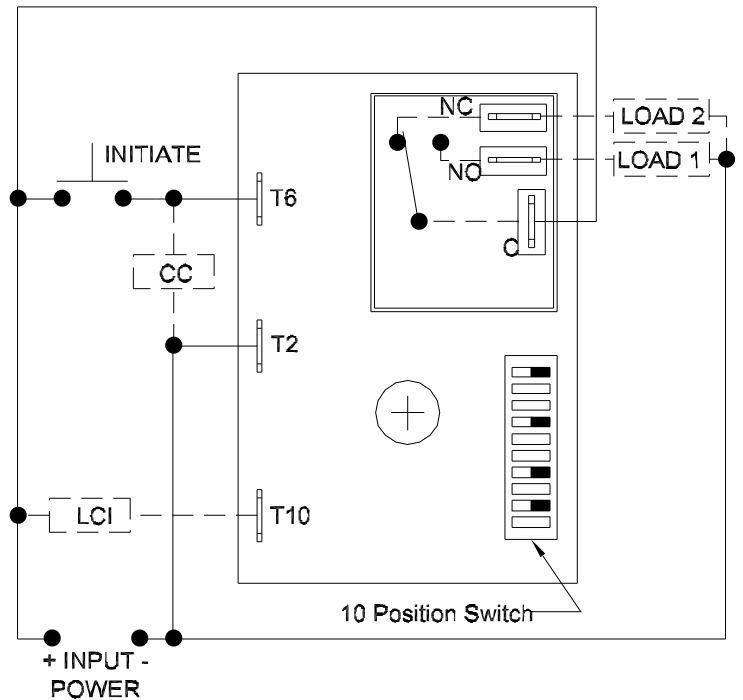 NC
LOAD 2
INITIATE
NO
LOAD 1
T6
C
CC
T2
LCI
T10
10 Position Switch
+ INPUT -
POWER